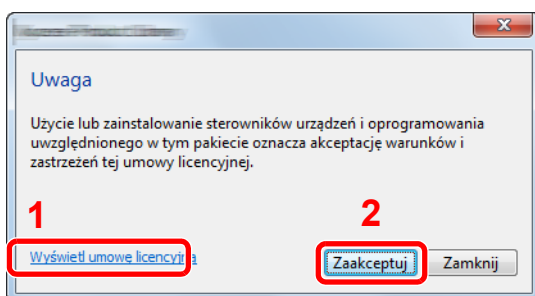 Uwaga
Użycie lub zainstalowanie sterowników urządzeń i oprogramowania
uwzględnionego w tym pakiecie oznacza akceptację warunków i
zastrzeżeń tej umowy licencyjnej.
1
2
Wyświetl umowę licencyjną
Zaakceptuj Zamknij